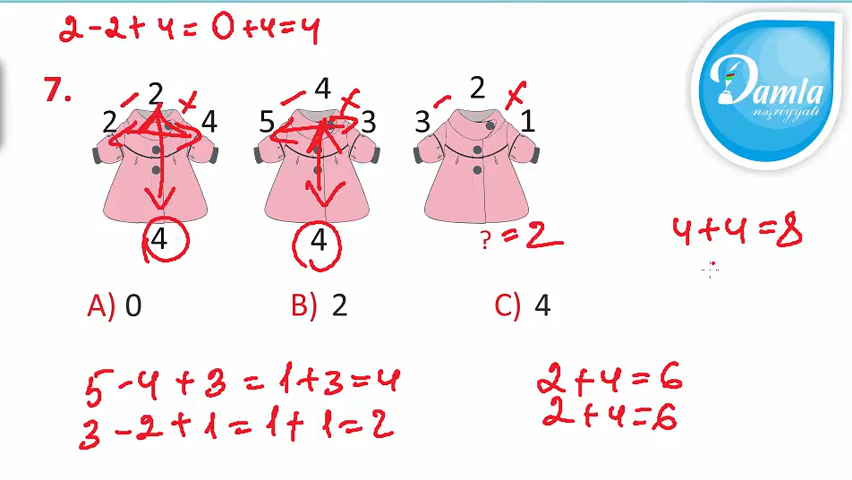 2-2+4=0+4=4
7.
2 4 2
2 - + 4 5 - + 3 3 - + 1
4 4 ? = 2
Damla
nəşriyyatı
4+4=8
A) 0 B) 2 C) 4
5-4+3=1+3=4
3-2+1=1+1=2
2+4=6
2+4=6